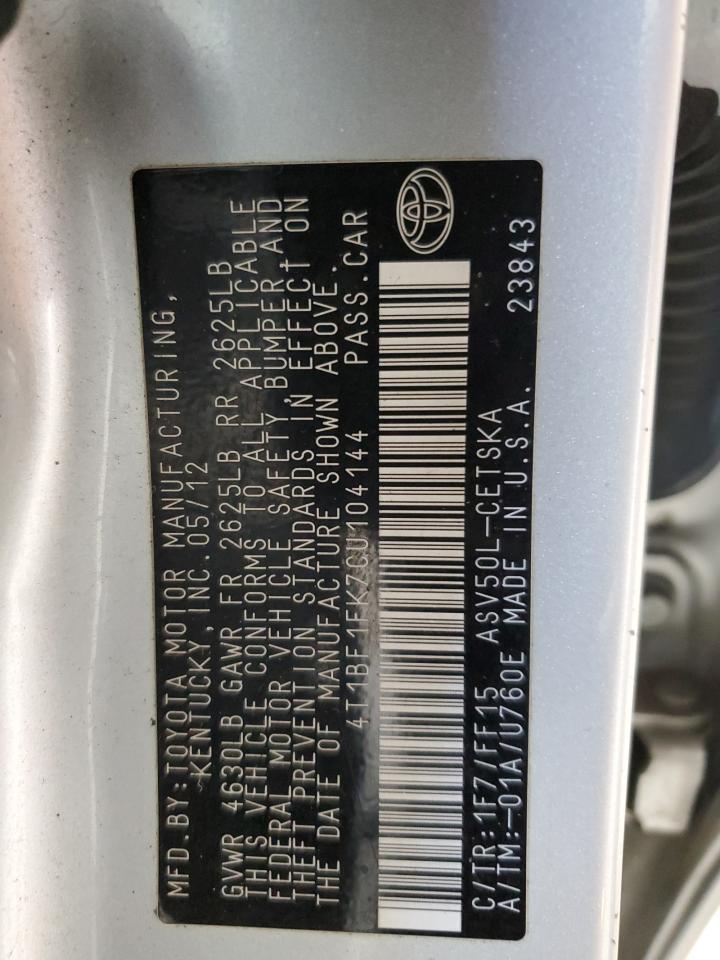 MFD.BY:TOYOTA MOTOR MANUFACTURING,
KENTUCKY, INC. 05/12
GVWR 4630LB GAWR FR 2625LB RR 2625LB
THIS VEHICLE CONFORMS TO ALL APPLICABLE
FEDERAL MOTOR VEHICLE SAFETY, BUMPER, AND
THEFT PREVENTION STANDARDS IN EFFECT ON
THE DATE OF MANUFACTURE SHOWN ABOVE.
4T1BF1FK7CU104144 PASS.CAR
C/TR:1F7/FF15 ASV50L-CETSKA
A/TM:-01A/U760E MADE IN U.S.A. 23843